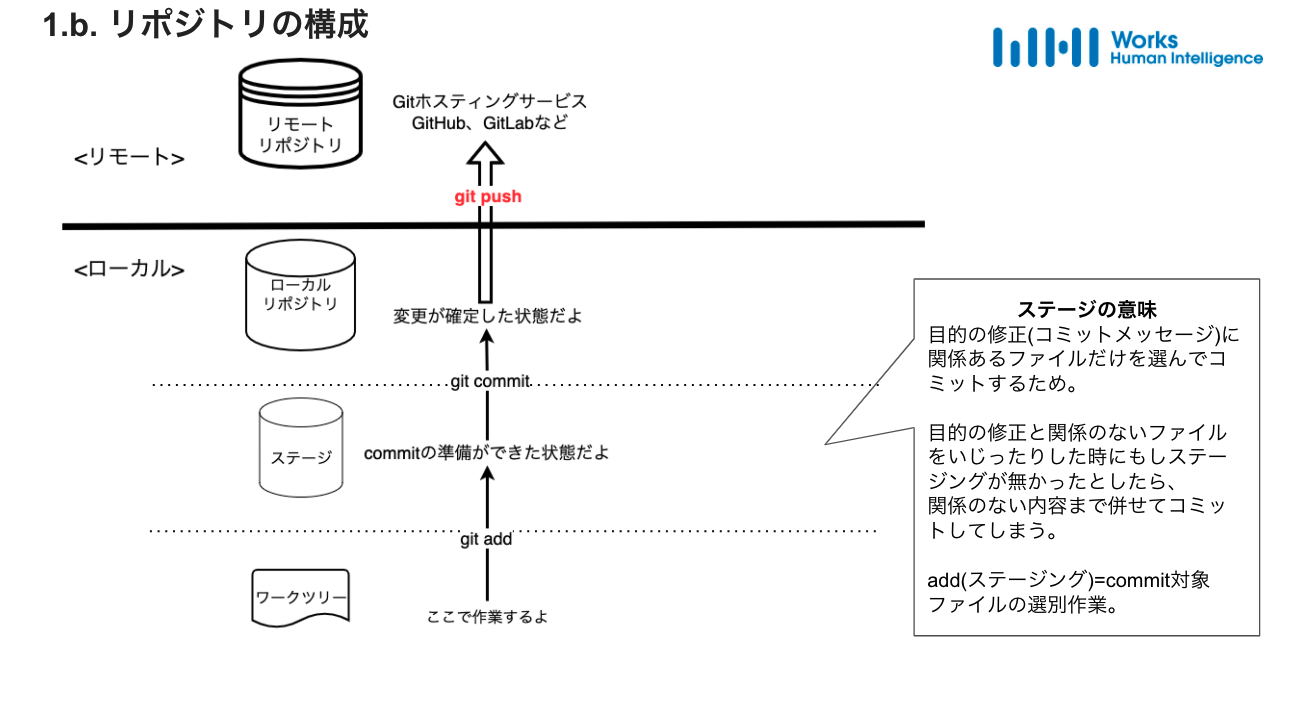 1.b. リポジトリの構成
Works
Human Intelligence
リモート
リポジトリ
Gitホスティングサービス
GitHub、GitLabなど
<リモート>
git push
<ローカル>
ローカル
リポジトリ
変更が確定した状態だよ
git commit
ステージ
commitの準備ができた状態だよ
git add
ワークツリー
ここで作業するよ
ステージの意味
目的の修正(コミットメッセージ)に
関係あるファイルだけを選んでコ
ミットするため。
目的の修正と関係のないファイル
をいじったりした時にもしステー
ジングが無かったとしたら、
関係のない内容まで併せてコミッ
トしてしまう。
add(ステージング)=commit対象
ファイルの選別作業。